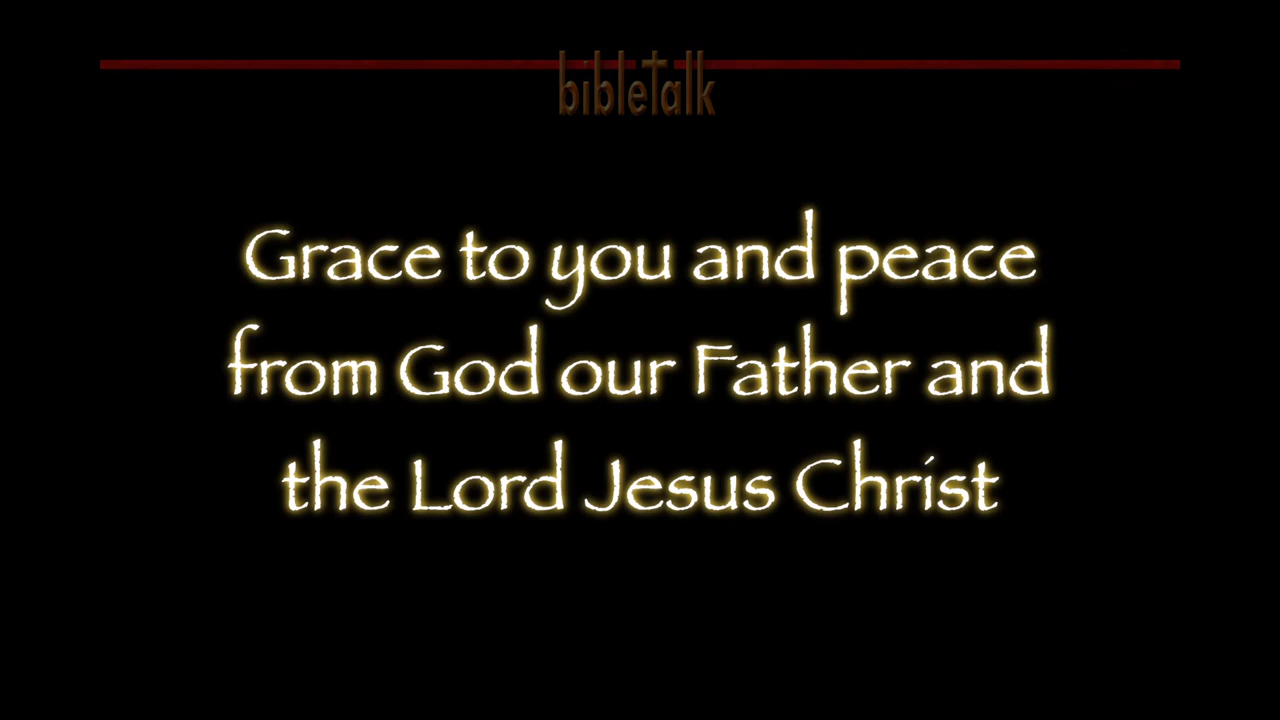 bibleTalk
Grace to you and peace
from God our Father and
the Lord Jesus Christ